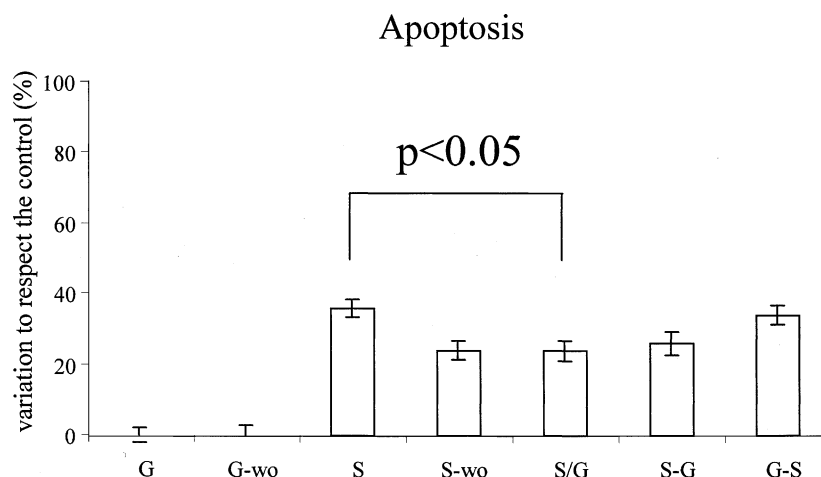 Apoptosis
variation to respect the control (%)
100
80
60
40
20
0
p<0.05
G G-wo S S-wo S/G S-G G-S